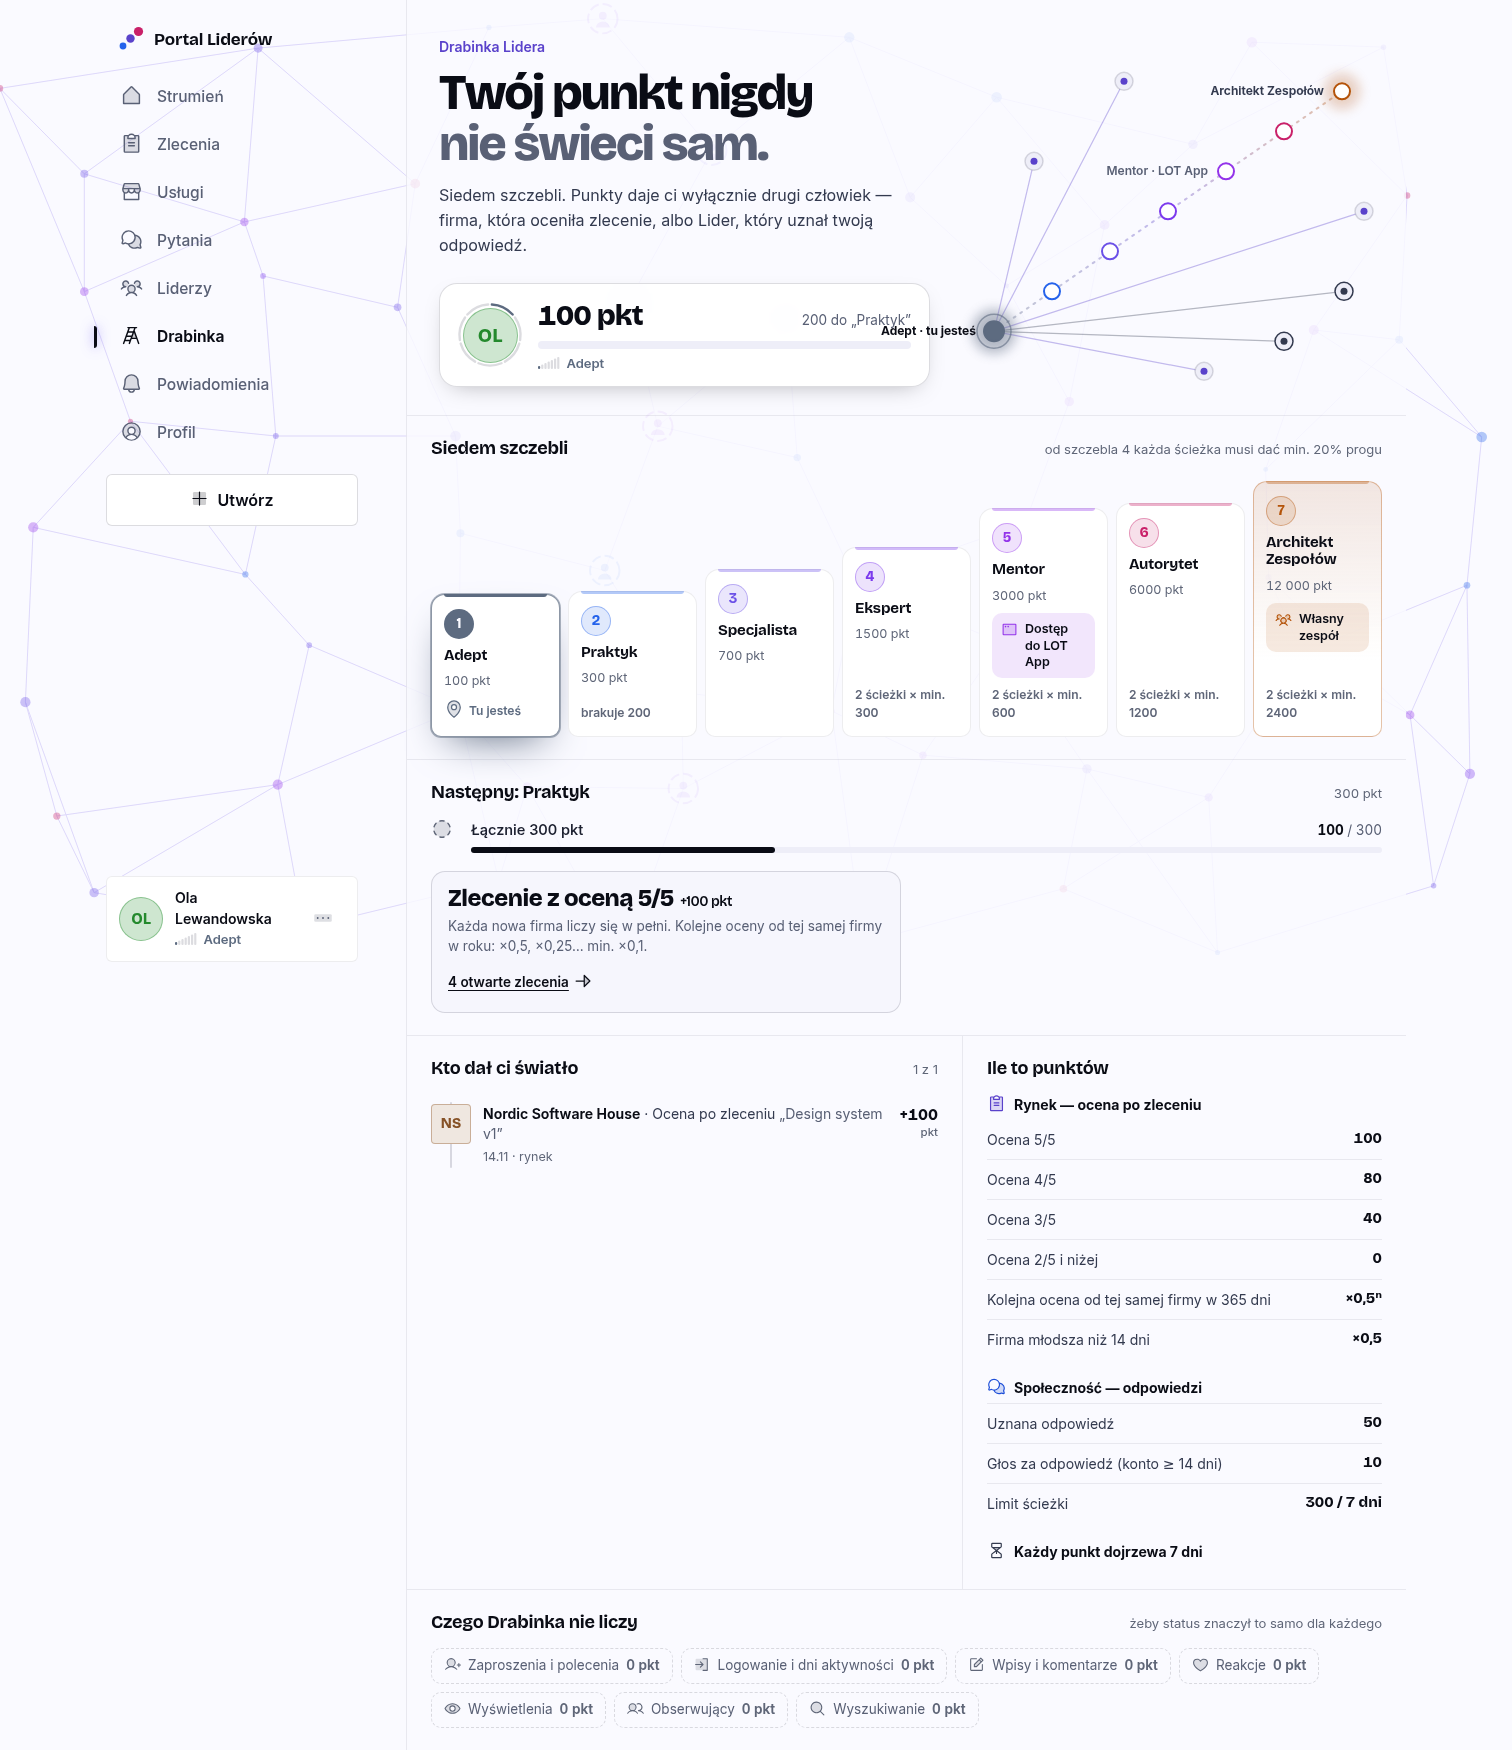 Portal Liderów
Strumień
Zlecenia
Usługi
Pytania
Liderzy
Drabinka
Powiadomienia
Profil
Utwórz
OL
Ola
Lewandowska
Adept
Drabinka Lidera
Twój punkt nigdy
nie świeci sam.
Siedem szczebli. Punkty daje ci wyłącznie drugi człowiek —
firma, która oceniła zlecenie, albo Lider, który uznał twoją
odpowiedź.
OL
100 pkt
200 do „Praktyk”
Adept
Architekt Zespołów
Mentor · LOT App
Adept · tu jesteś
Siedem szczebli
od szczebla 4 każda ścieżka musi dać min. 20% progu
1
Adept
100 pkt
Tu jesteś
2
Praktyk
300 pkt
brakuje 200
3
Specjalista
700 pkt
4
Ekspert
1500 pkt
2 ścieżki × min.
300
5
Mentor
3000 pkt
Dostęp
do LOT
App
2 ścieżki × min.
600
6
Autorytet
6000 pkt
2 ścieżki × min.
1200
7
Architekt
Zespołów
12 000 pkt
Własny
zespół
2 ścieżki × min.
2400
Następny: Praktyk
300 pkt
Łącznie 300 pkt
100 / 300
Zlecenie z oceną 5/5 +100 pkt
Każda nowa firma liczy się w pełni. Kolejne oceny od tej samej firmy
w roku: ×0,5, ×0,25… min. ×0,1.
4 otwarte zlecenia
Kto dał ci światło
1 z 1
NS
Nordic Software House · Ocena po zleceniu „Design system
v1”
14.11 · rynek
+100
pkt
Ile to punktów
Rynek — ocena po zleceniu
Ocena 5/5 100
Ocena 4/5 80
Ocena 3/5 40
Ocena 2/5 i niżej 0
Kolejna ocena od tej samej firmy w 365 dni ×0,5ⁿ
Firma młodsza niż 14 dni ×0,5
Społeczność — odpowiedzi
Uznana odpowiedź 50
Głos za odpowiedź (konto ≥ 14 dni) 10
Limit ścieżki 300 / 7 dni
Każdy punkt dojrzewa 7 dni
Czego Drabinka nie liczy
żeby status znaczył to samo dla każdego
Zaproszenia i polecenia 0 pkt
Logowanie i dni aktywności 0 pkt
Wpisy i komentarze 0 pkt
Reakcje 0 pkt
Wyświetlenia 0 pkt
Obserwujący 0 pkt
Wyszukiwanie 0 pkt